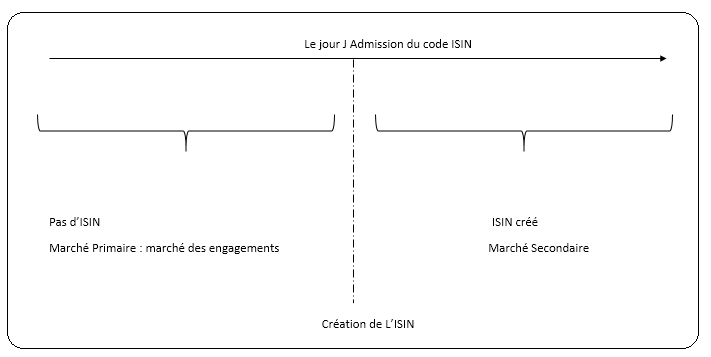 Le jour J Admission du code ISIN
Pas d’ISIN
Marché Primaire : marché des engagements
ISIN créé
Marché Secondaire
Création de L’ISIN